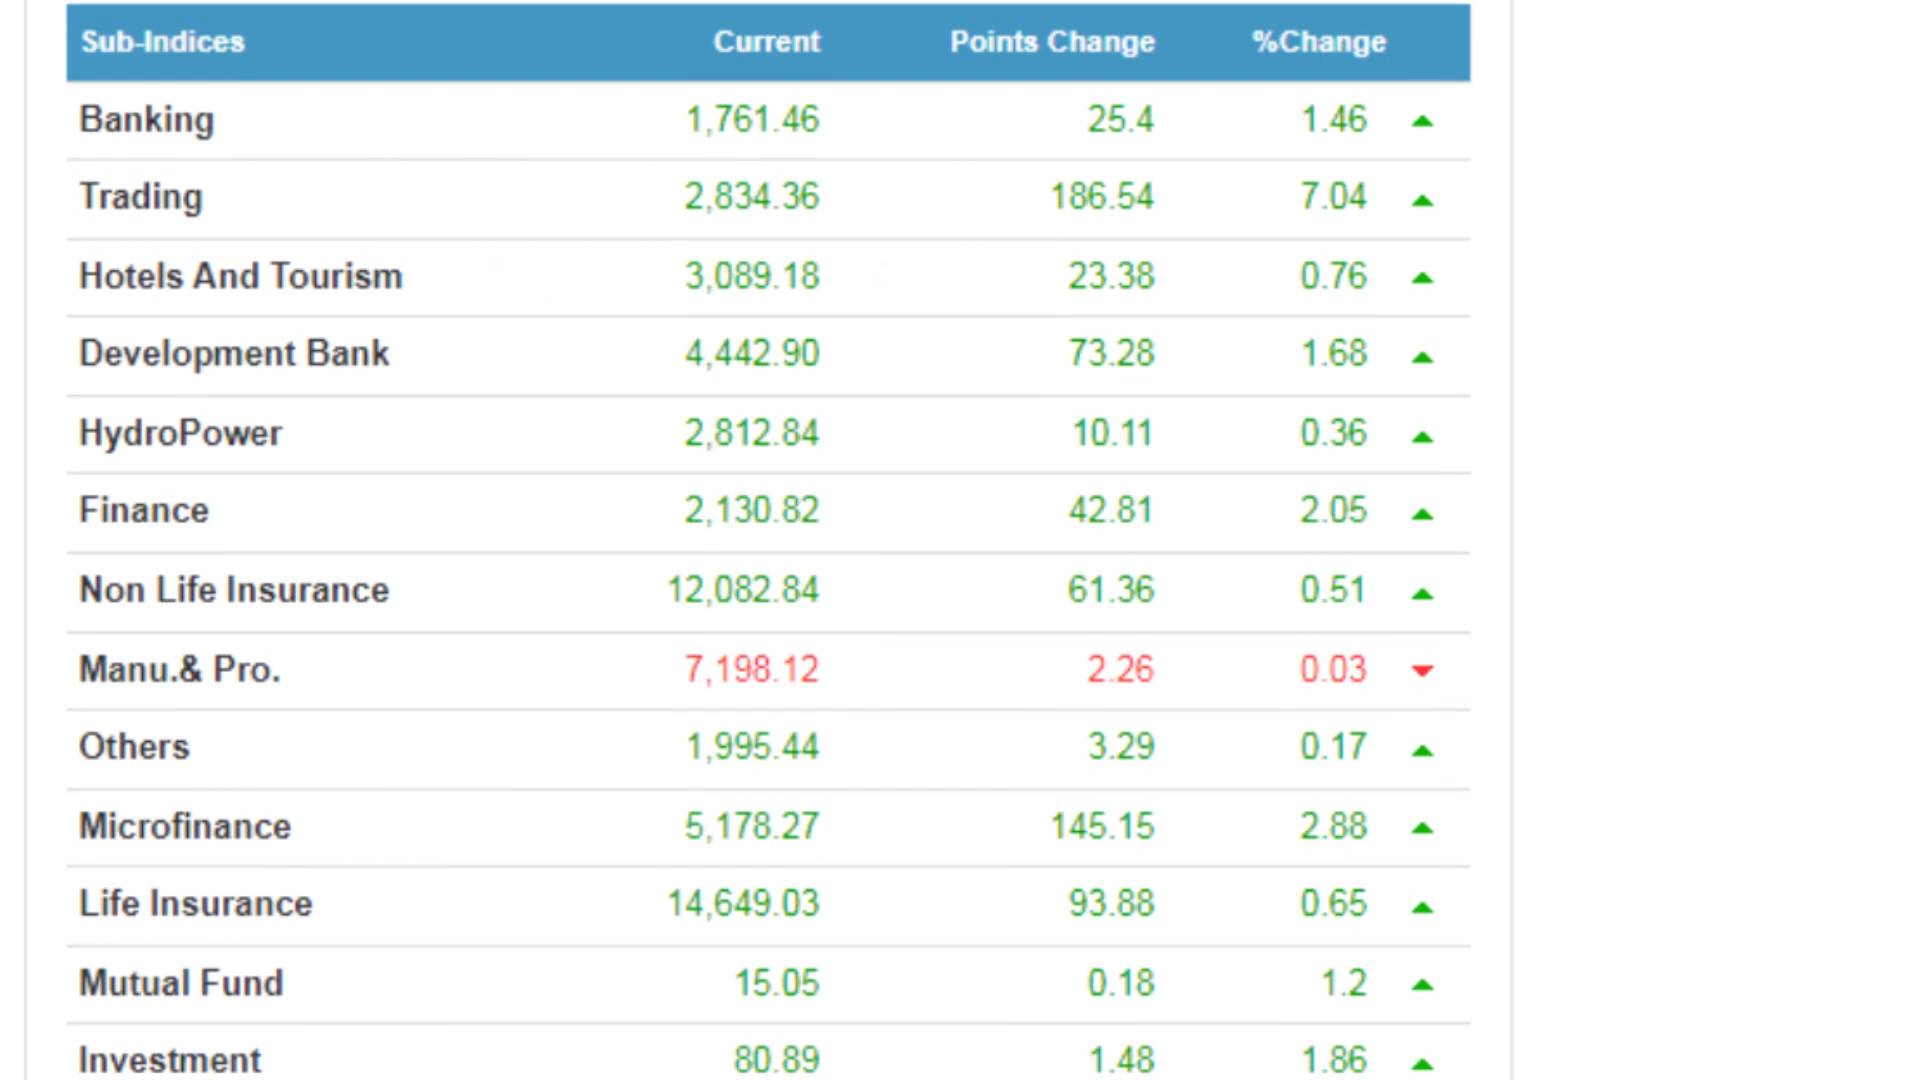 Sub-Indices Current Points Change %Change
Banking 1,761.46 25.4 1.46
Trading 2,834.36 186.54 7.04
Hotels And Tourism 3,089.18 23.38 0.76
Development Bank 4,442.90 73.28 1.68
HydroPower 2,812.84 10.11 0.36
Finance 2,130.82 42.81 2.05
Non Life Insurance 12,082.84 61.36 0.51
Manu.& Pro. 7,198.12 2.26 0.03
Others 1,995.44 3.29 0.17
Microfinance 5,178.27 145.15 2.88
Life Insurance 14,649.03 93.88 0.65
Mutual Fund 15.05 0.18 1.2
Investment 80.89 1.48 1.86